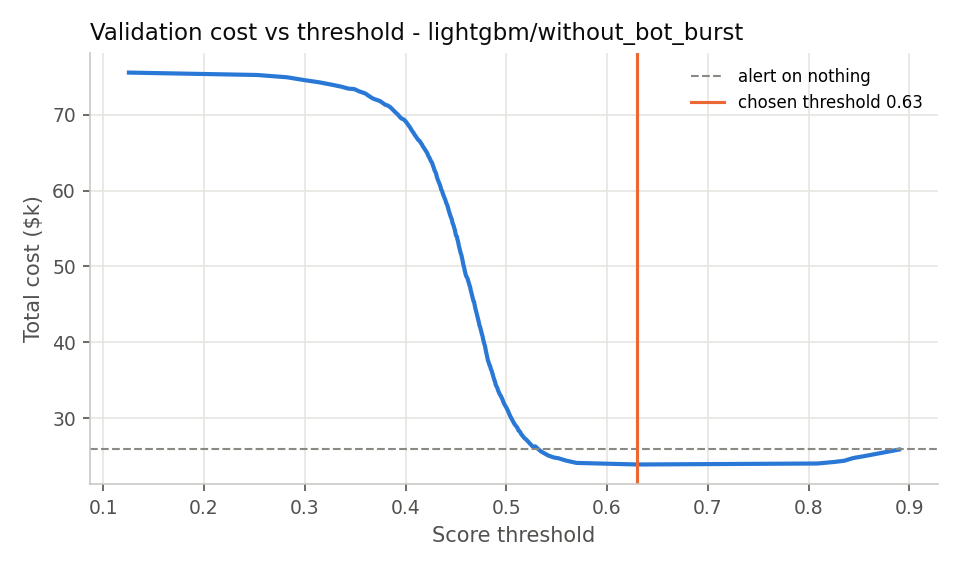 Validation cost vs threshold - lightgbm/without_bot_burst
alert on nothing
chosen threshold 0.63
Total cost ($k)
70
60
50
40
30
0.1 0.2 0.3 0.4 0.5 0.6 0.7 0.8 0.9
Score threshold